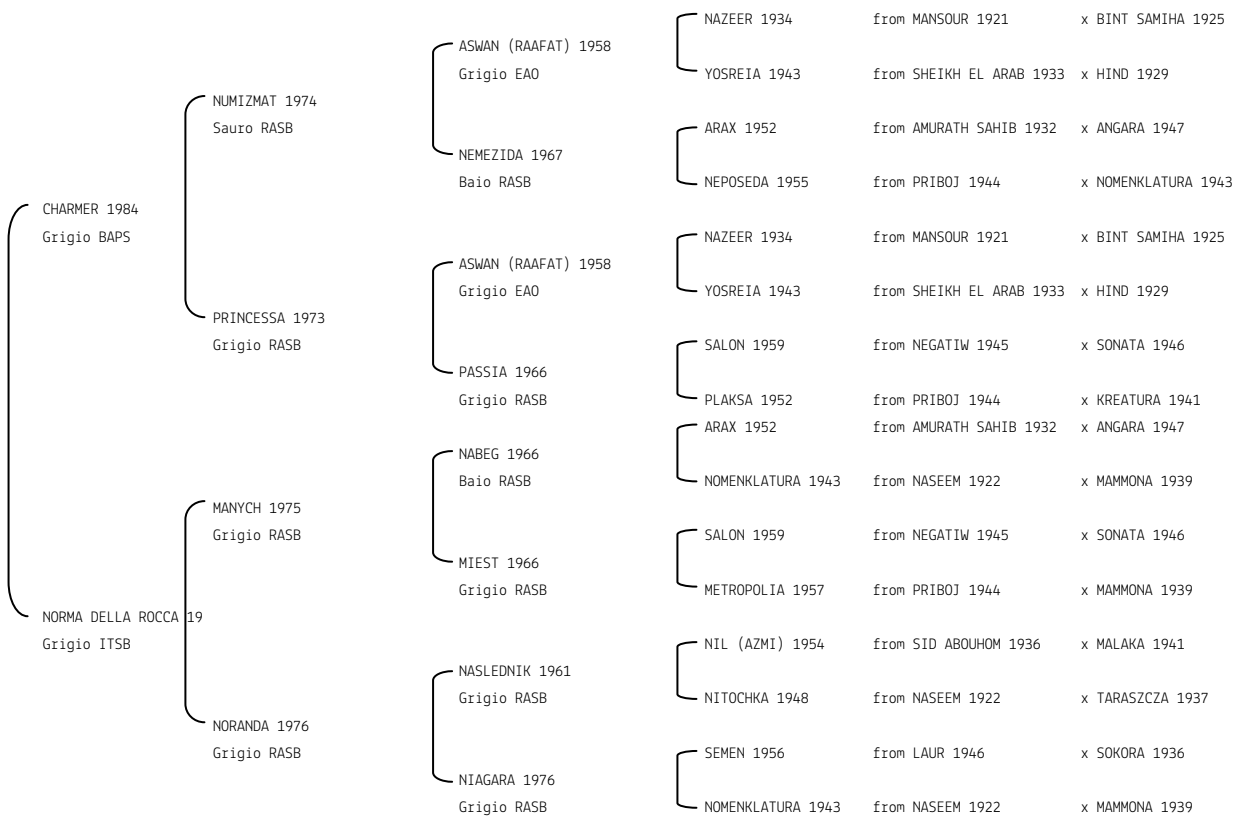 NAZEER 1934 from MANSOUR 1921 x BINT SAMIHA 1925
ASWAN (RAAFAT) 1958
Grigio EAO YOSREIA 1943 from SHEIKH EL ARAB 1933 x HIND 1929
NUMIZMAT 1974
Sauro RASB ARAX 1952 from AMURATH SAHIB 1932 x ANGARA 1947
NEMEZIDA 1967
Baio RASB NEPOSEDA 1955 from PRIBOJ 1944 x NOMENKLATURA 1943
CHARMER 1984
Grigio BAPS NAZEER 1934 from MANSOUR 1921 x BINT SAMIHA 1925
ASWAN (RAAFAT) 1958
Grigio EAO YOSREIA 1943 from SHEIKH EL ARAB 1933 x HIND 1929
PRINCESSA 1973
Grigio RASB SALON 1959 from NEGATIW 1945 x SONATA 1946
PASSIA 1966
Grigio RASB PLAKSA 1952 from PRIBOJ 1944 x KREATURA 1941
ARAX 1952 from AMURATH SAHIB 1932 x ANGARA 1947
NABEG 1966
Baio RASB NOMENKLATURA 1943 from NASEEM 1922 x MAMMONA 1939
MANYCH 1975
Grigio RASB SALON 1959 from NEGATIW 1945 x SONATA 1946
MIEST 1966
Grigio RASB METROPOLIA 1957 from PRIBOJ 1944 x MAMMONA 1939
NORMA DELLA ROCCA 19
Grigio ITSB NIL (AZMI) 1954 from SID ABOUHOM 1936 x MALAKA 1941
NASLEDNIK 1961
Grigio RASB NITOCHKA 1948 from NASEEM 1922 x TARASZCZA 1937
NORANDA 1976
Grigio RASB SEMEN 1956 from LAUR 1946 x SOKORA 1936
NIAGARA 1976
Grigio RASB NOMENKLATURA 1943 from NASEEM 1922 x MAMMONA 1939